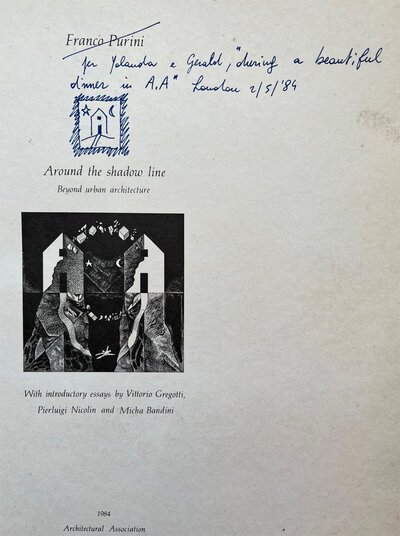 Franco Purini
per Yolanda e Gerald, "during a beautiful
dinner in A.A" London 2/5/'84
Around the shadow line
Beyond urban architecture
With introductory essays by Vittorio Gregotti,
Pierluigi Nicolin and Micha Bandini
1984
Architectural Association